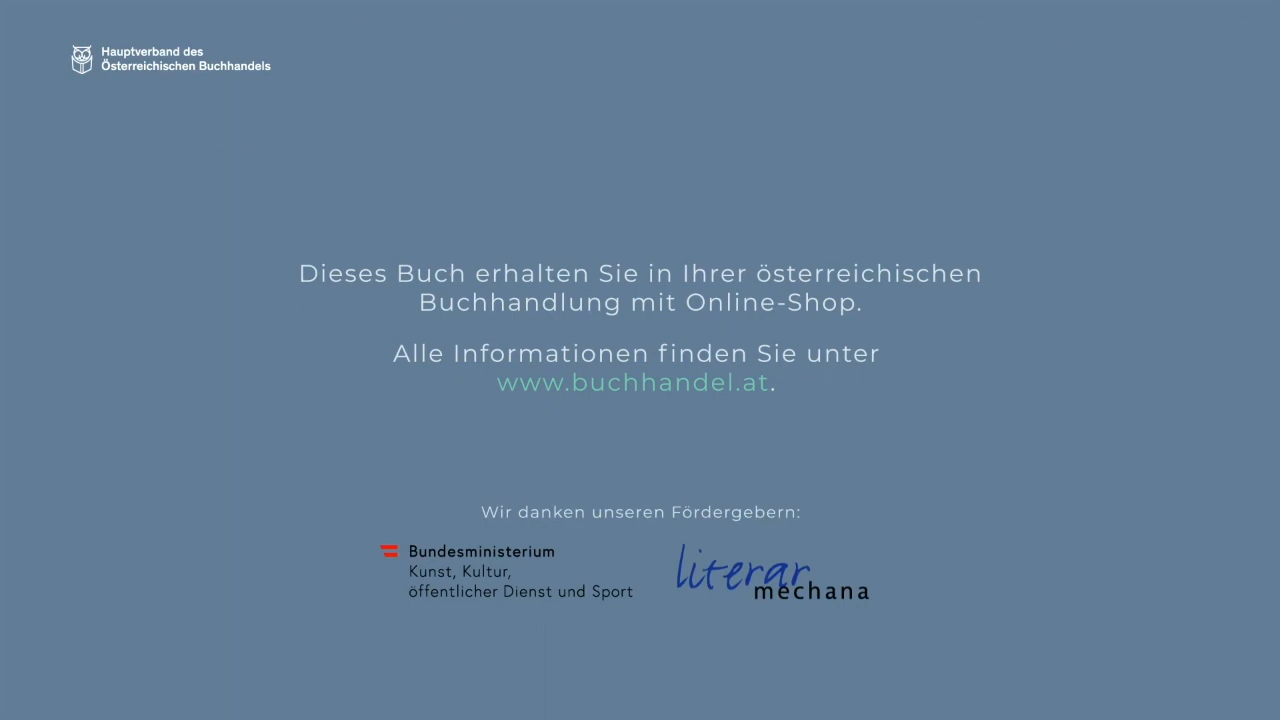 Hauptverband des
Österreichischen Buchhandels
Dieses Buch erhalten Sie in Ihrer österreichischen
Buchhandlung mit Online-Shop.
Alle Informationen finden Sie unter
www.buchhandel.at.
Wir danken unseren Fördergebern:
Bundesministerium
Kunst, Kultur,
öffentlicher Dienst und Sport
literar
mechana